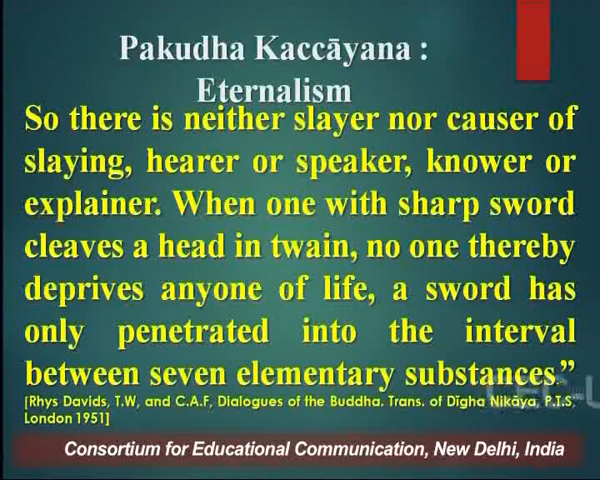 Pakudha Kaccāyana :
Eternalism
So there is neither slayer nor causer of
slaying, hearer or speaker, knower or
explainer. When one with sharp sword
cleaves a head in twain, no one thereby
deprives anyone of life, a sword has
only penetrated into the interval
between seven elementary substances.”
[Rhys Davids, T.W, and C.A.F, Dialogues of the Buddha. Trans. of Dīgha Nikāya, P.T.S,
London 1951]
Consortium for Educational Communication, New Delhi, India